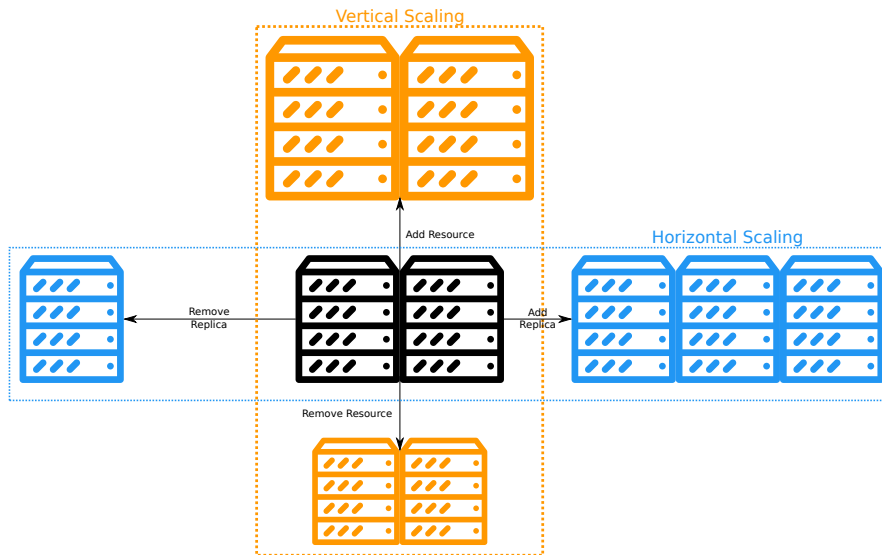 Vertical Scaling
Add Resource
Horizontal Scaling
Remove
Replica
Add
Replica
Remove Resource